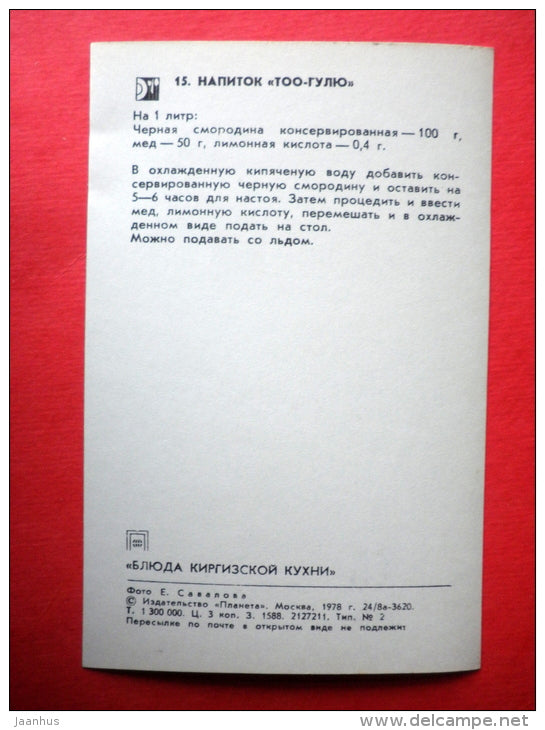 15. НАПИТОК «ТОО-ГУЛЮ»
На 1 литр:
Черная смородина консервированная — 100 г,
мед — 50 г, лимонная кислота — 0,4 г.
В охлажденную кипяченую воду добавить кон-
сервированную черную смородину и оставить на
5—6 часов для настоя. Затем процедить и ввести
мед, лимонную кислоту, перемешать и в охлаж-
денном виде подать на стол.
Можно подавать со льдом.
«БЛЮДА КИРГИЗСКОЙ КУХНИ»
Фото Е. Савалова
© Издательство «Планета». Москва, 1978 г. 24/8а-3620.
Т. 1 300 000. Ц. 3 коп. З. 1588. 2127211. Тип. № 2
Пересылке по почте в открытом виде не подлежит
jaanhus
www.delcampe.net